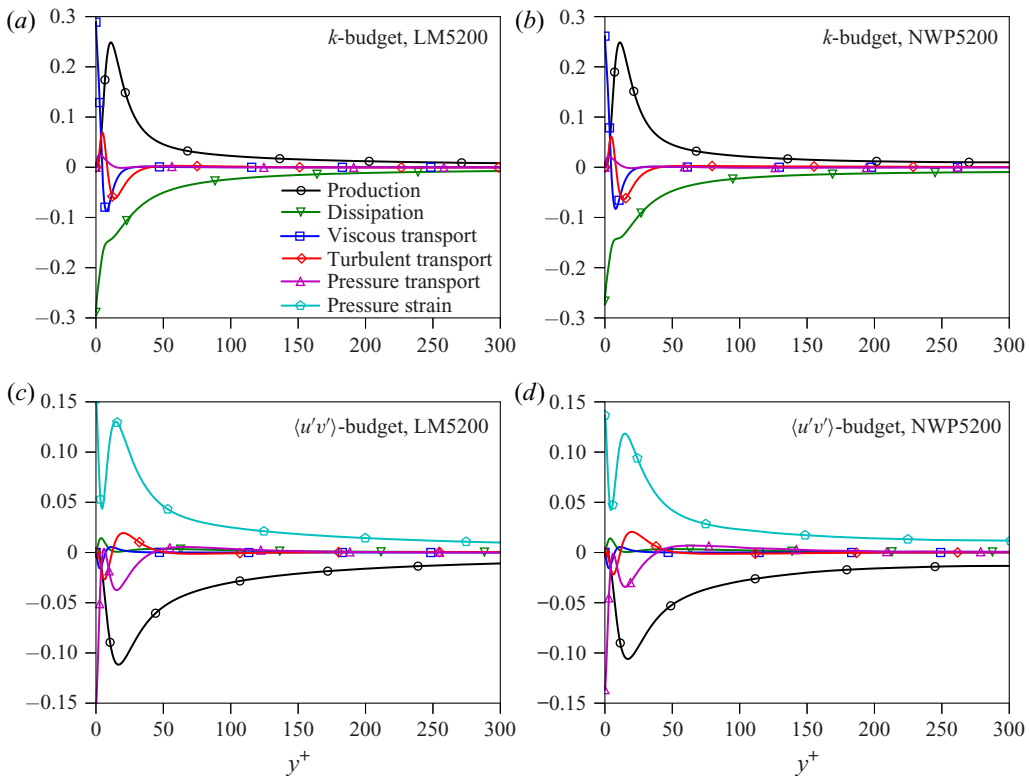 (a)
k-budget, LM5200
0.3
0.2
0.1
0
−0.1
−0.2
−0.3
Production
Dissipation
Viscous transport
Turbulent transport
Pressure transport
Pressure strain
0 50 100 150 200 250 300
(b)
k-budget, NWP5200
0.3
0.2
0.1
0
−0.1
−0.2
−0.3
0 50 100 150 200 250 300
(c)
⟨u′v′⟩-budget, LM5200
0.15
0.10
0.05
0
−0.05
−0.10
−0.15
0 50 100 150 200 250 300
y⁺
(d)
⟨u′v′⟩-budget, NWP5200
0.15
0.10
0.05
0
−0.05
−0.10
−0.15
0 50 100 150 200 250 300
y⁺